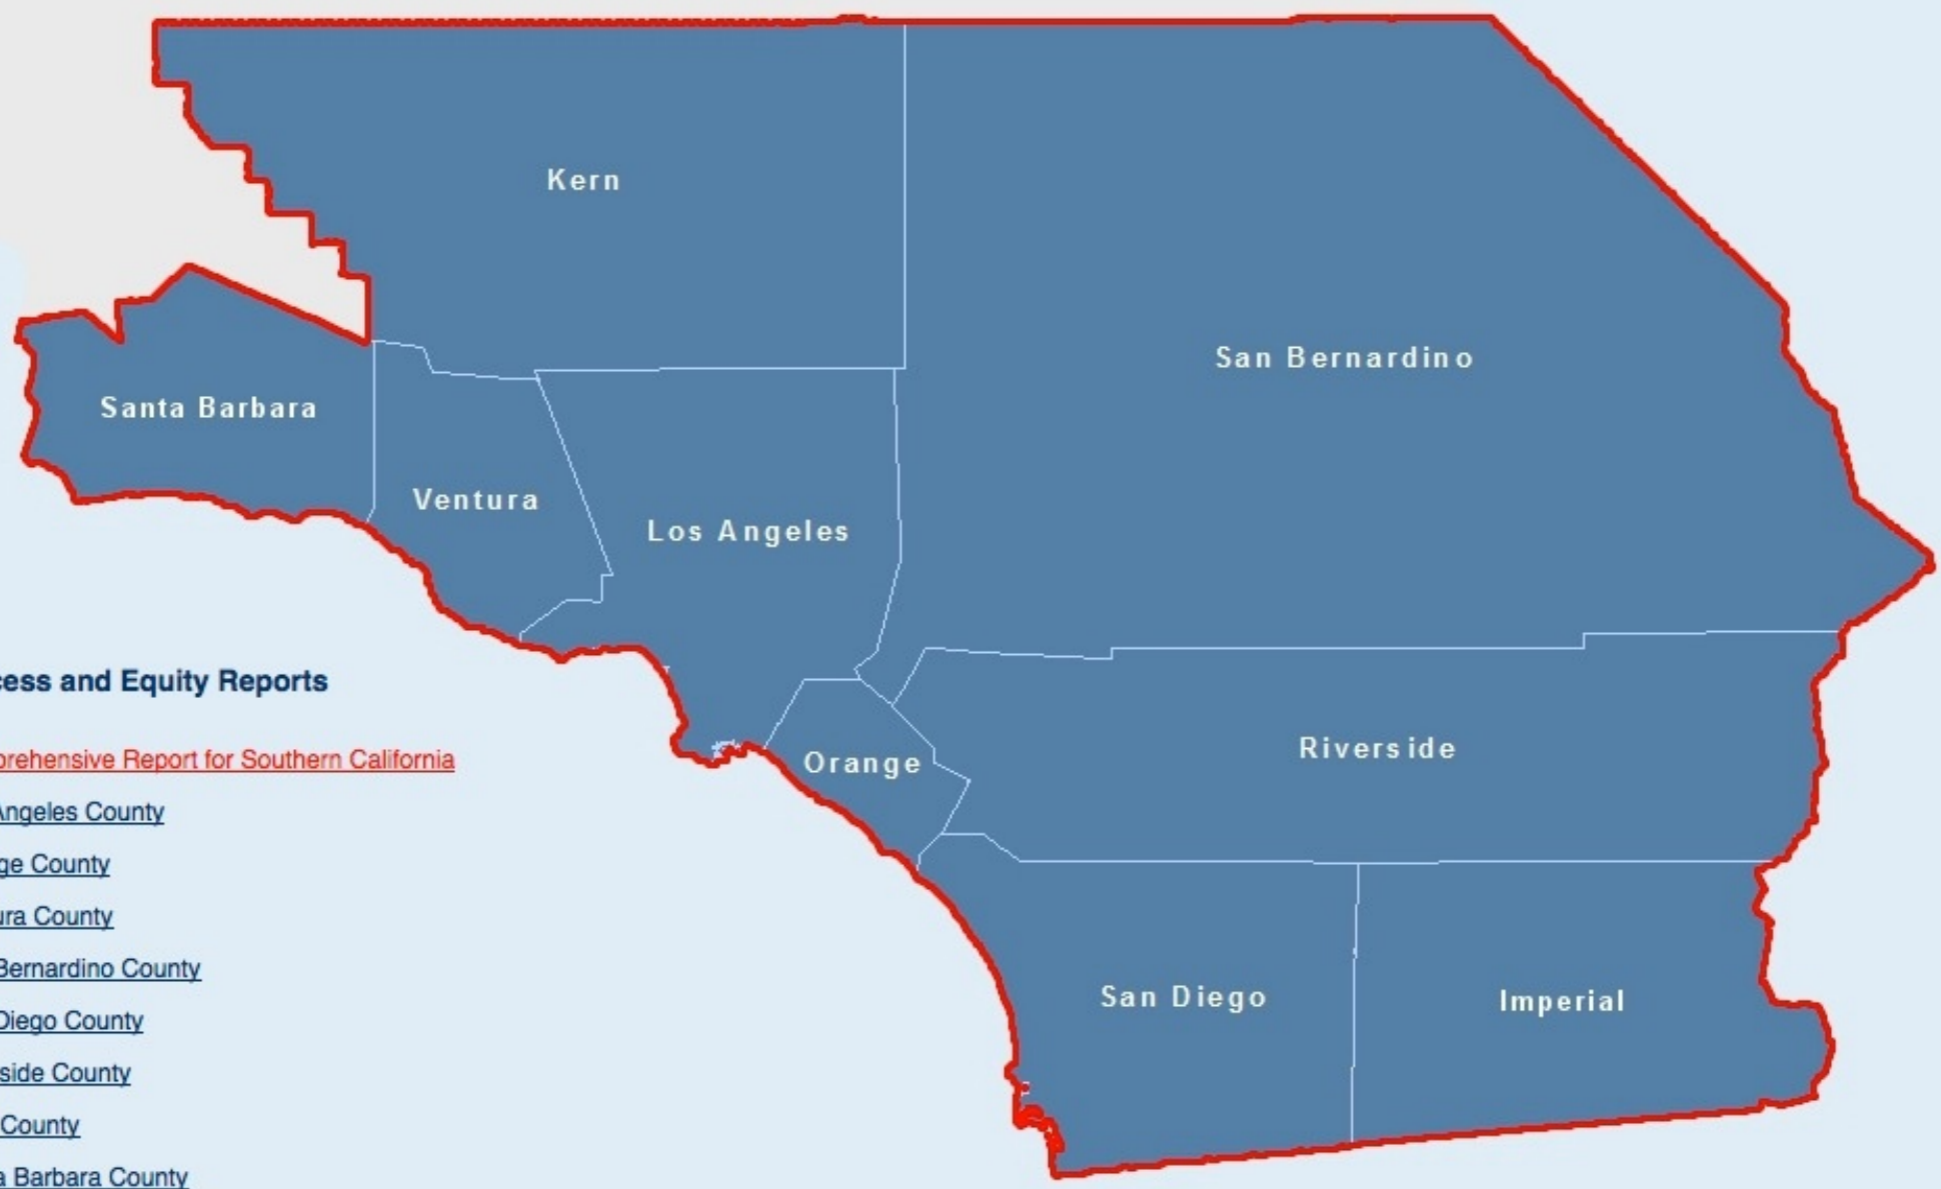 Kern
San Bernardino
Santa Barbara
Ventura
Los Angeles
Orange
Riverside
San Diego
Imperial
cess and Equity Reports
prehensive Report for Southern California
Angeles County
ge County
ura County
Bernardino County
Diego County
side County
County
a Barbara County